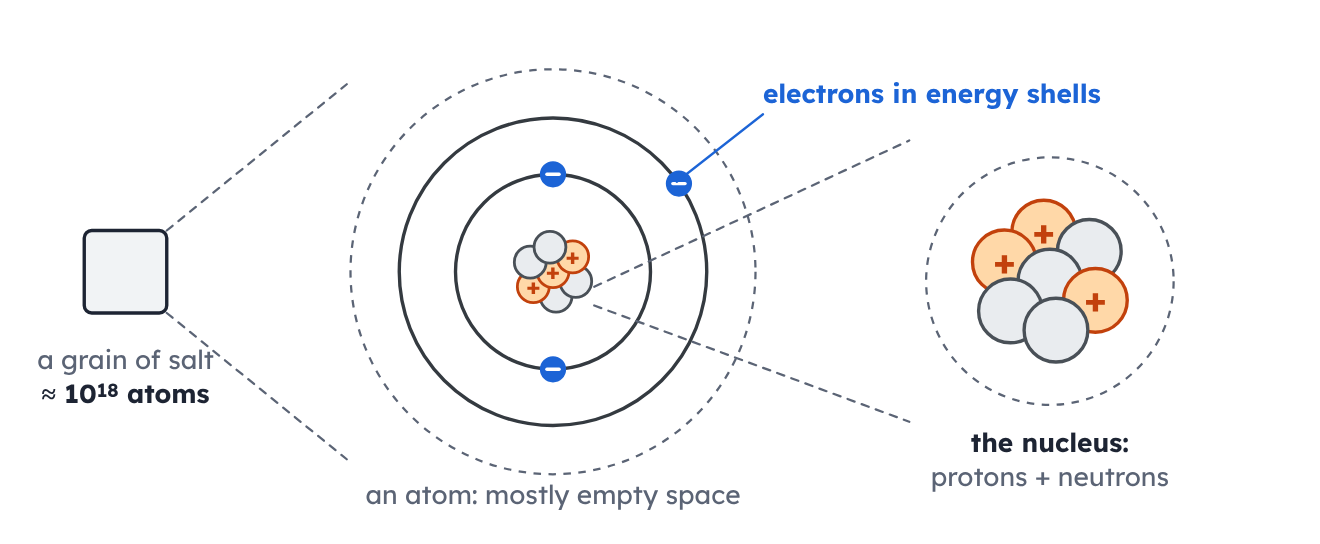 electrons in energy shells
a grain of salt
≈ 10¹⁸ atoms
an atom: mostly empty space
the nucleus:
protons + neutrons